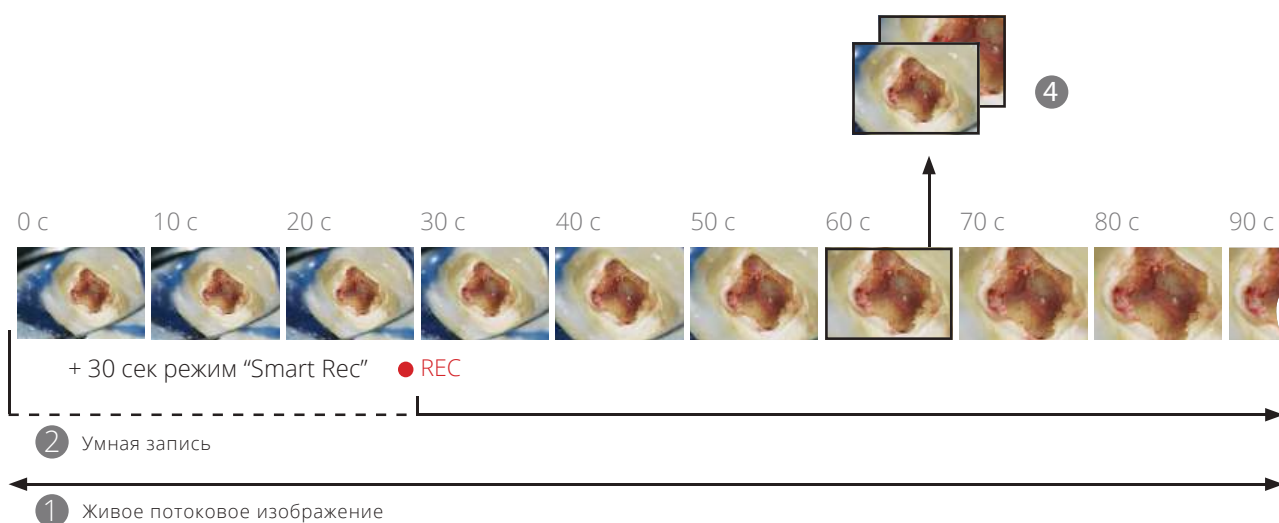 4
0 с 10 с 20 с 30 с 40 с 50 с 60 с 70 с 80 с 90 с
+ 30 сек режим “Smart Rec” REC
2 Умная запись
1 Живое потоковое изображение